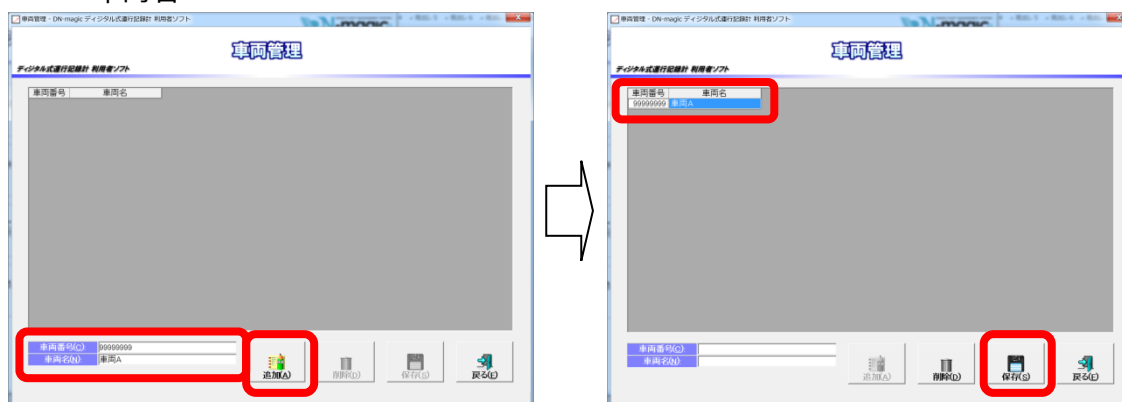 車両管理 - DN-magic ディジタル式運行記録計 利用者ソフト
車両管理
ディジタル式運行記録計 利用者ソフト
車両番号 車両名
車両番号(C) 99999999
車両名(N) 車両A
追加(A) 削除(D) 保存(S) 戻る(E)
車両管理 - DN-magic ディジタル式運行記録計 利用者ソフト
車両管理
ディジタル式運行記録計 利用者ソフト
車両番号 車両名
99999999 車両A
車両番号(C)
車両名(N)
追加(A) 削除(D) 保存(S) 戻る(E)